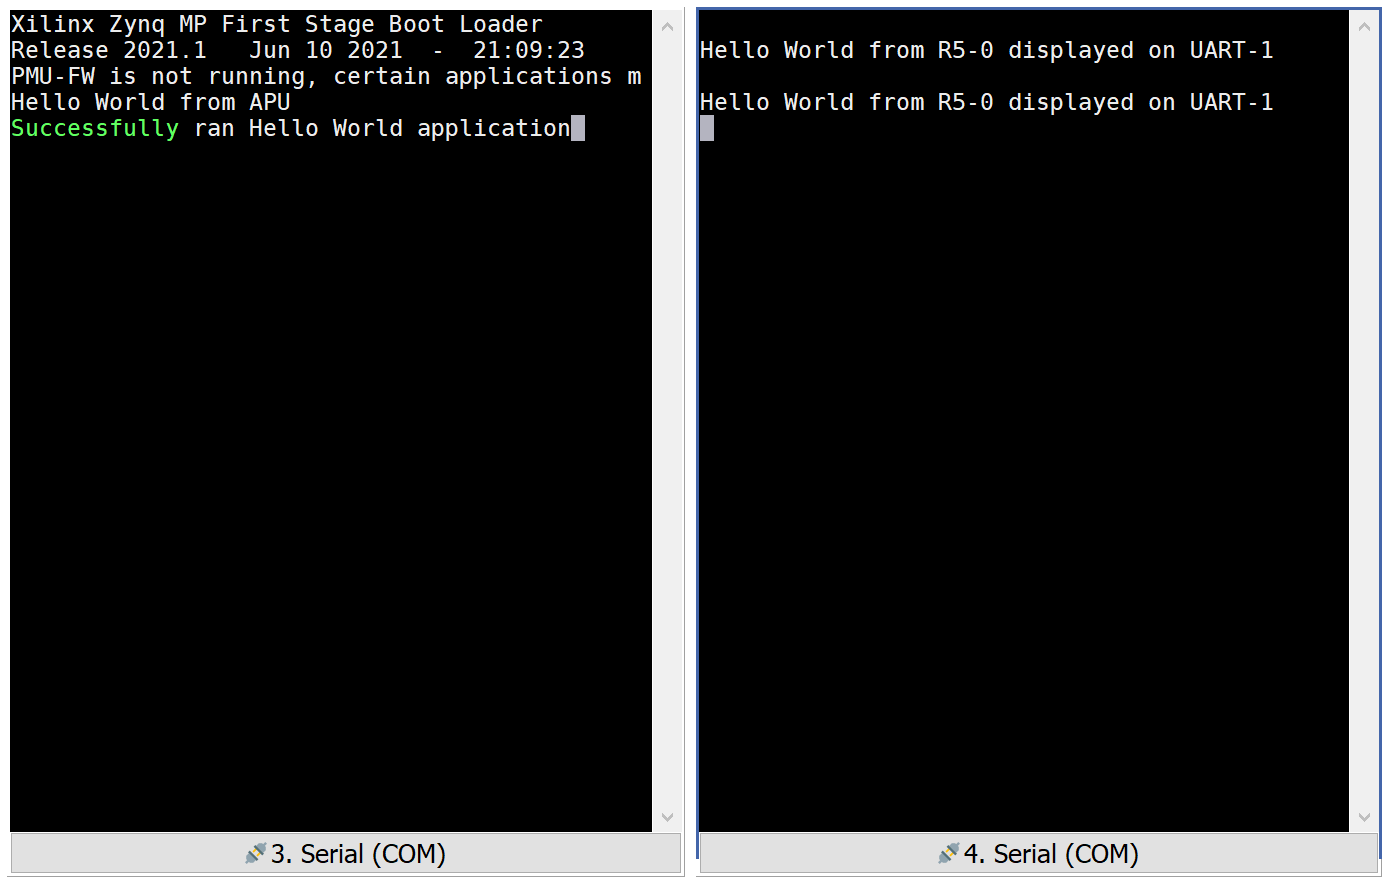 Xilinx Zynq MP First Stage Boot Loader
Release 2021.1   Jun 10 2021  -  21:09:23
PMU-FW is not running, certain applications m
Hello World from APU
Successfully ran Hello World application
3. Serial (COM)
Hello World from R5-0 displayed on UART-1
Hello World from R5-0 displayed on UART-1
4. Serial (COM)